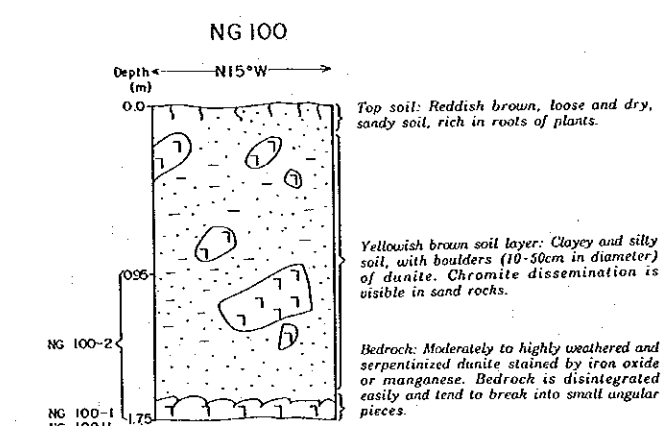 NG 100
Depth
N15°W
(m)
0.0
Top soil: Reddish brown, loose and dry,
sandy soil, rich in roots of plants.
Yellowish brown soil layer: Clayey and silty
soil, with boulders (10-50cm in diameter)
of dunite. Chromite dissemination is
visible in sand rocks.
0.95
NG 100-2
Bedrock: Moderately to highly weathered and
serpentinized dunite stained by iron oxide
or manganese. Bedrock is disintegrated
easily and tend to break into small angular
pieces.
NG 100-1
1.75